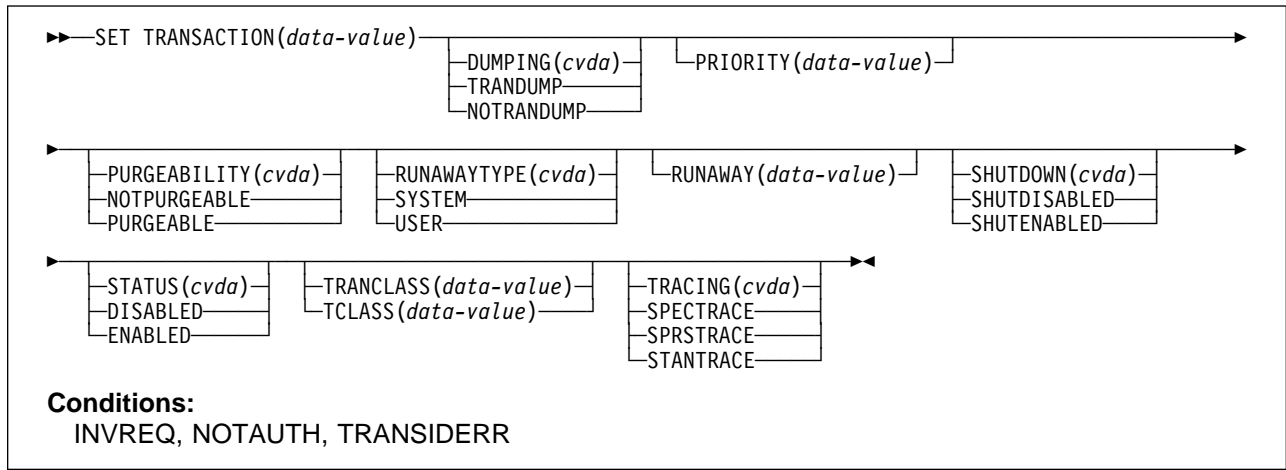 SET TRANSACTION(data-value)
DUMPING(cvda) PRIORITY(data-value)
TRANDUMP
NOTRANDUMP
PURGEABILITY(cvda) RUNAWAYTYPE(cvda) RUNAWAY(data-value) SHUTDOWN(cvda)
NOTPURGEABLE SYSTEM SHUTDISABLED
PURGEABLE USER SHUTENABLED
STATUS(cvda) TRANCLASS(data-value) TRACING(cvda)
DISABLED TCLASS(data-value) SPECTRACE
ENABLED SPRSTRACE
STANTRACE
Conditions:
INVREQ, NOTAUTH, TRANSIDERR